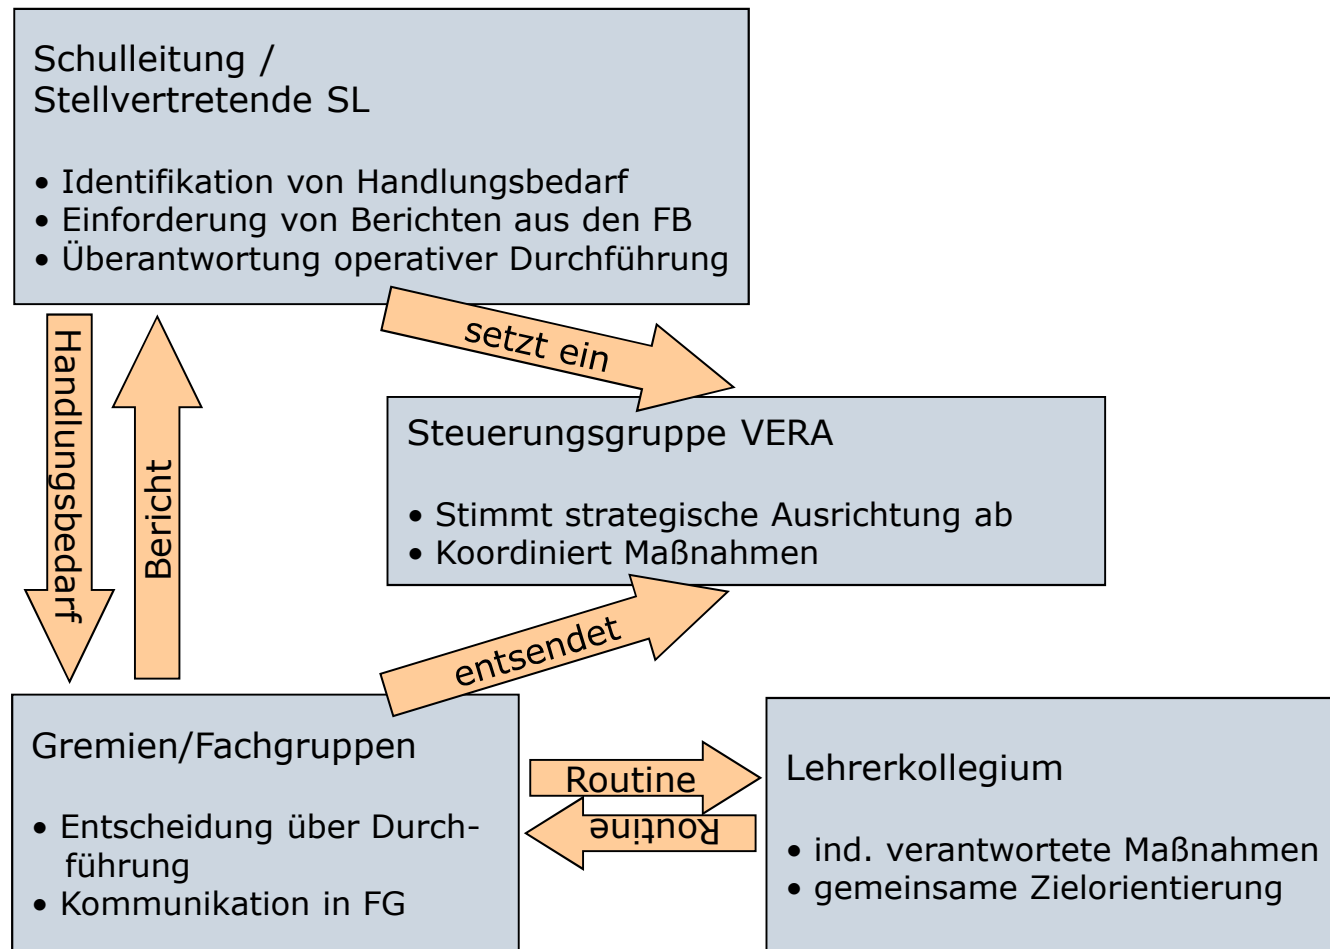 Schulleitung /
Stellvertretende SL
• Identifikation von Handlungsbedarf
• Einforderung von Berichten aus den FB
• Überantwortung operativer Durchführung
Handlungsbedarf
Bericht
setzt ein
Steuerungsgruppe VERA
• Stimmt strategische Ausrichtung ab
• Koordiniert Maßnahmen
entsendet
Gremien/Fachgruppen
• Entscheidung über Durch-
führung
• Kommunikation in FG
Routine
Routine
Lehrerkollegium
• ind. verantwortete Maßnahmen
• gemeinsame Zielorientierung